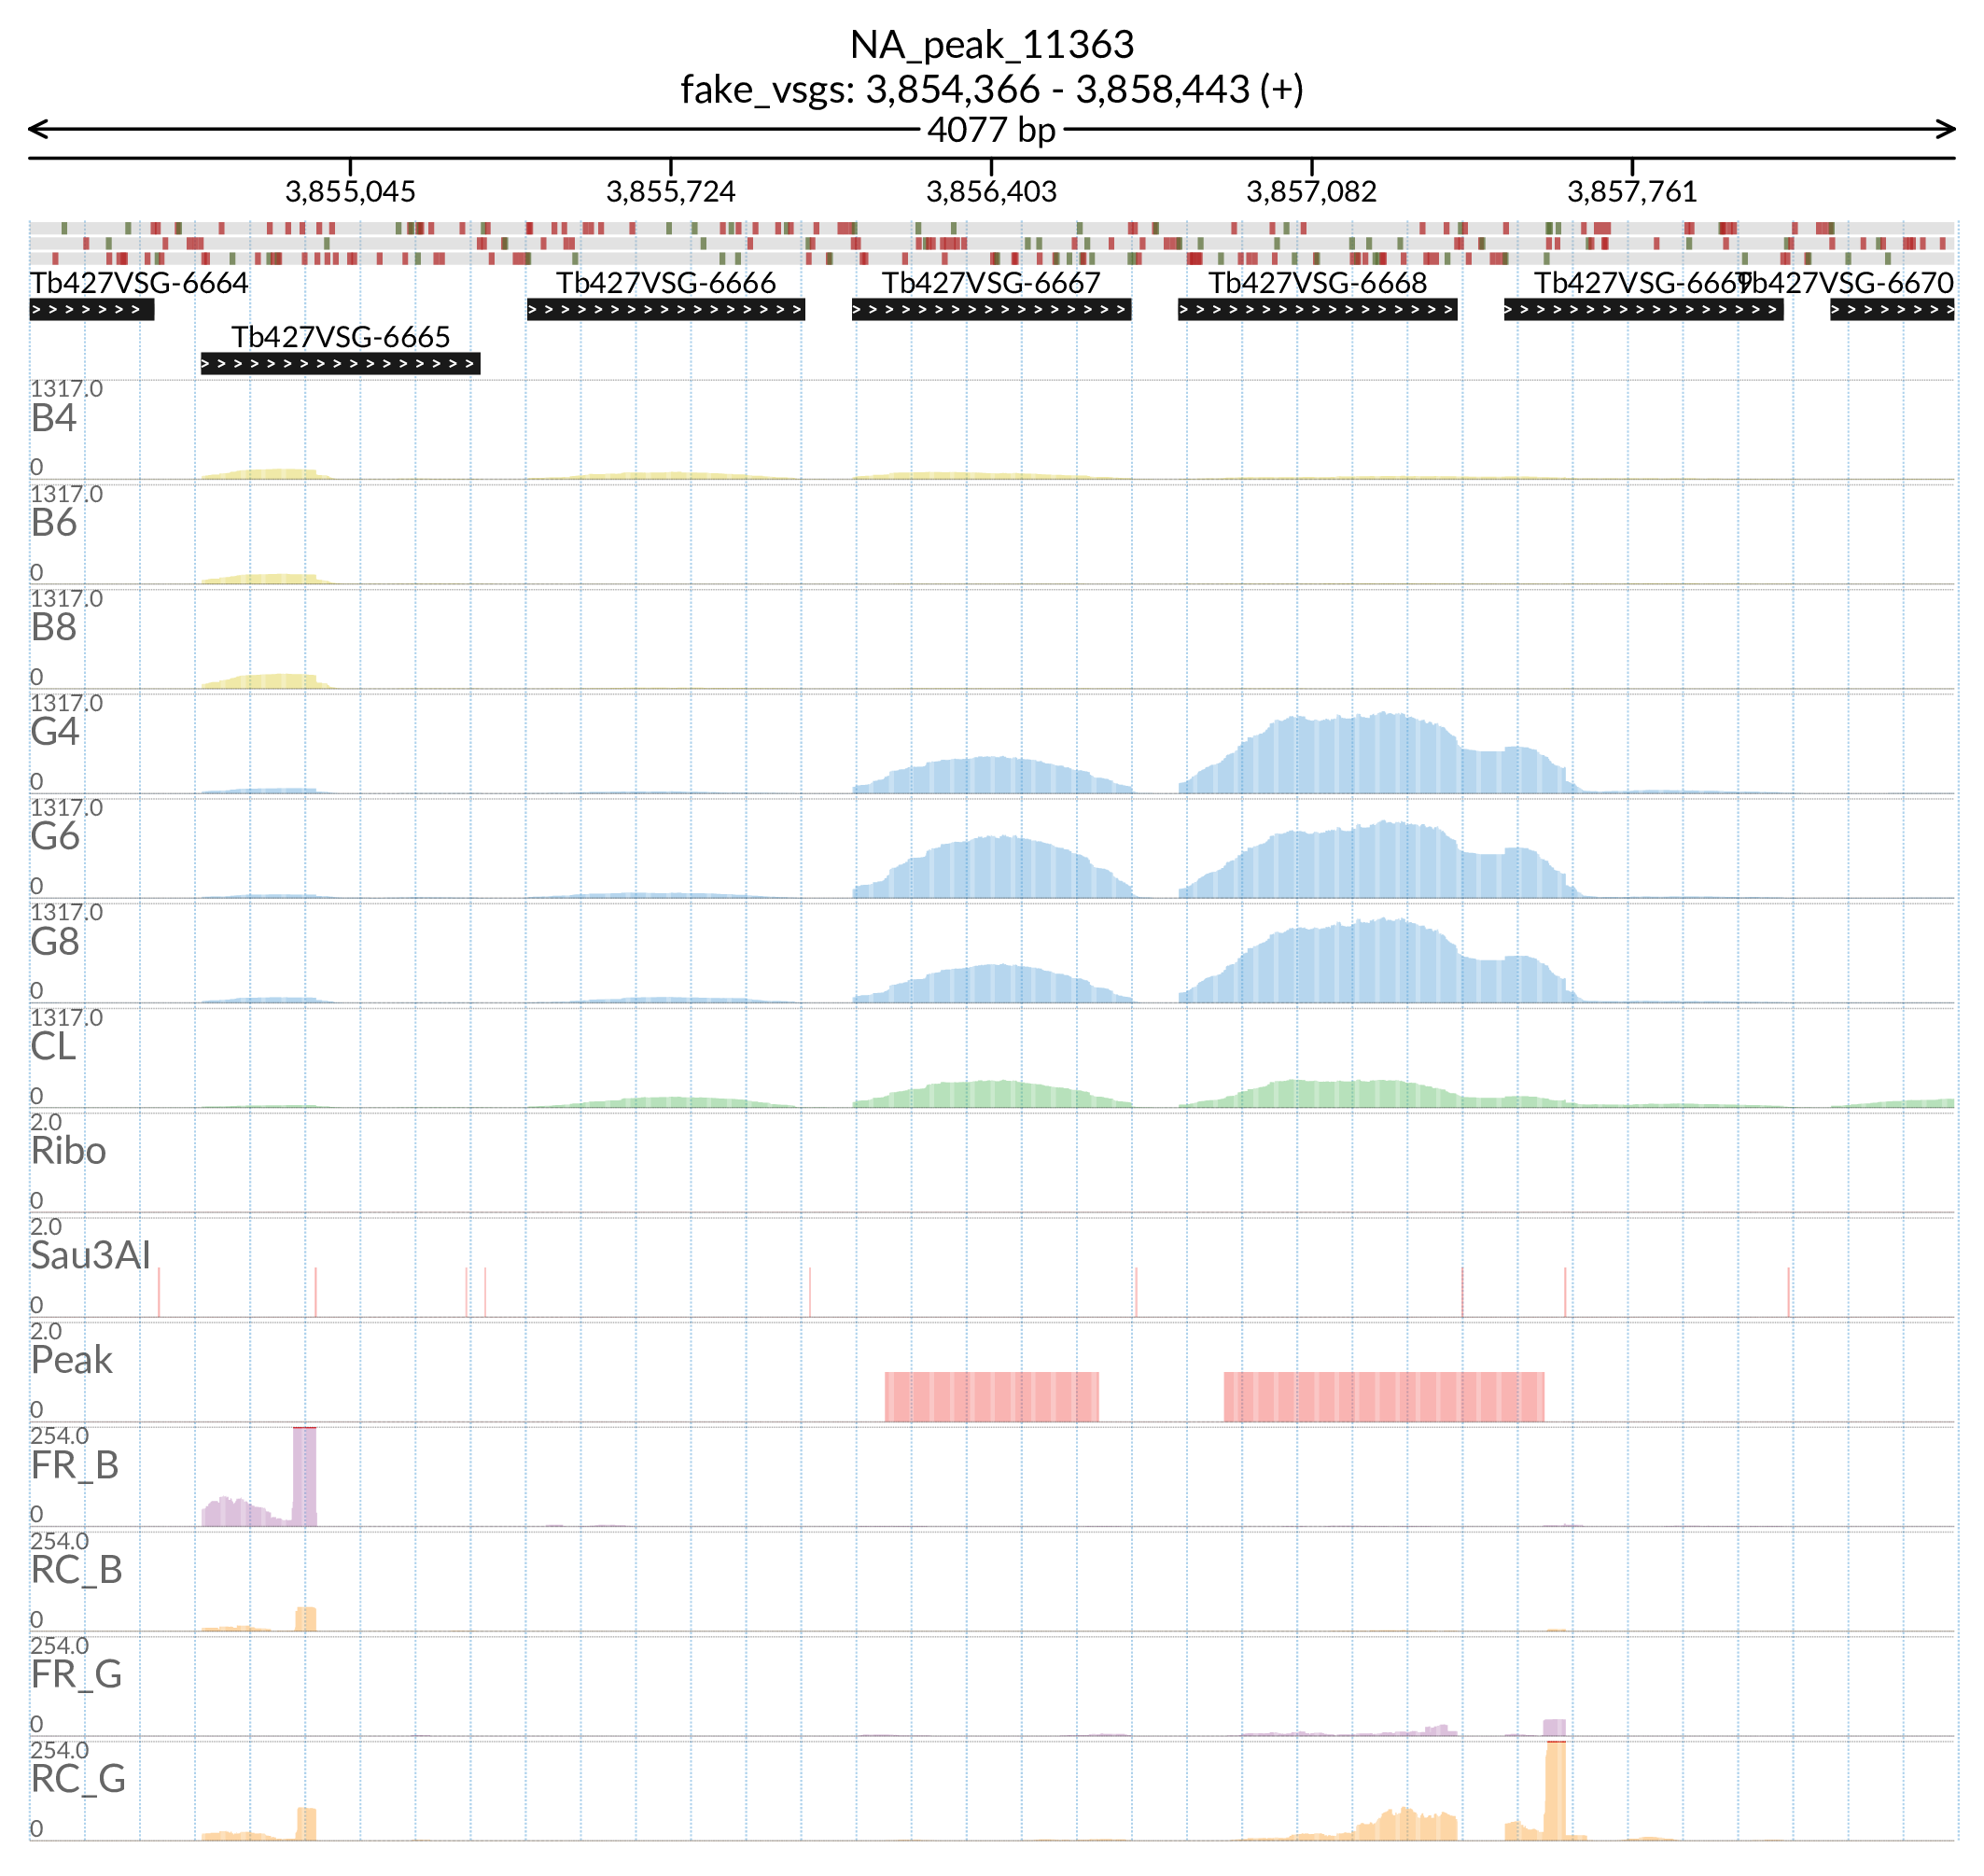 NA_peak_11363
fake_vsgs: 3,854,366 - 3,858,443 (+)
4077 bp
3,855,045 3,855,724 3,856,403 3,857,082 3,857,761
Tb427VSG-6664 Tb427VSG-6666 Tb427VSG-6667 Tb427VSG-6668 Tb427VSG-6669 Tb427VSG-6670
Tb427VSG-6665
1317.0
B4
0
1317.0
B6
0
1317.0
B8
0
1317.0
G4
0
1317.0
G6
0
1317.0
G8
0
1317.0
CL
0
2.0
Ribo
0
2.0
Sau3AI
0
2.0
Peak
0
254.0
FR_B
0
254.0
RC_B
0
254.0
FR_G
0
254.0
RC_G
0